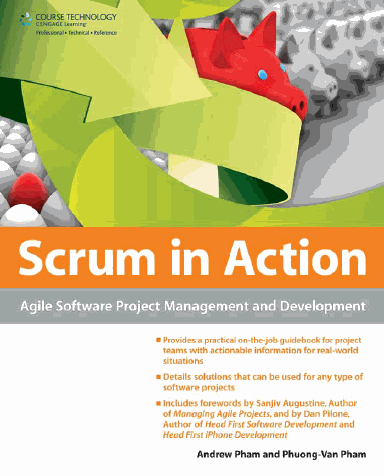 COURSE TECHNOLOGY
CENGAGE Learning
Professional • Technical • Reference
Scrum in Action
Agile Software Project Management and Development
■ Provides a practical on-the-job guidebook for project
teams with actionable information for real-world
situations
■ Details solutions that can be used for any type of
software projects
■ Includes forewords by Sanjiv Augustine, Author
of Managing Agile Projects, and by Dan Pilone,
Author of Head First Software Development and
Head First iPhone Development
Andrew Pham and Phuong-Van Pham